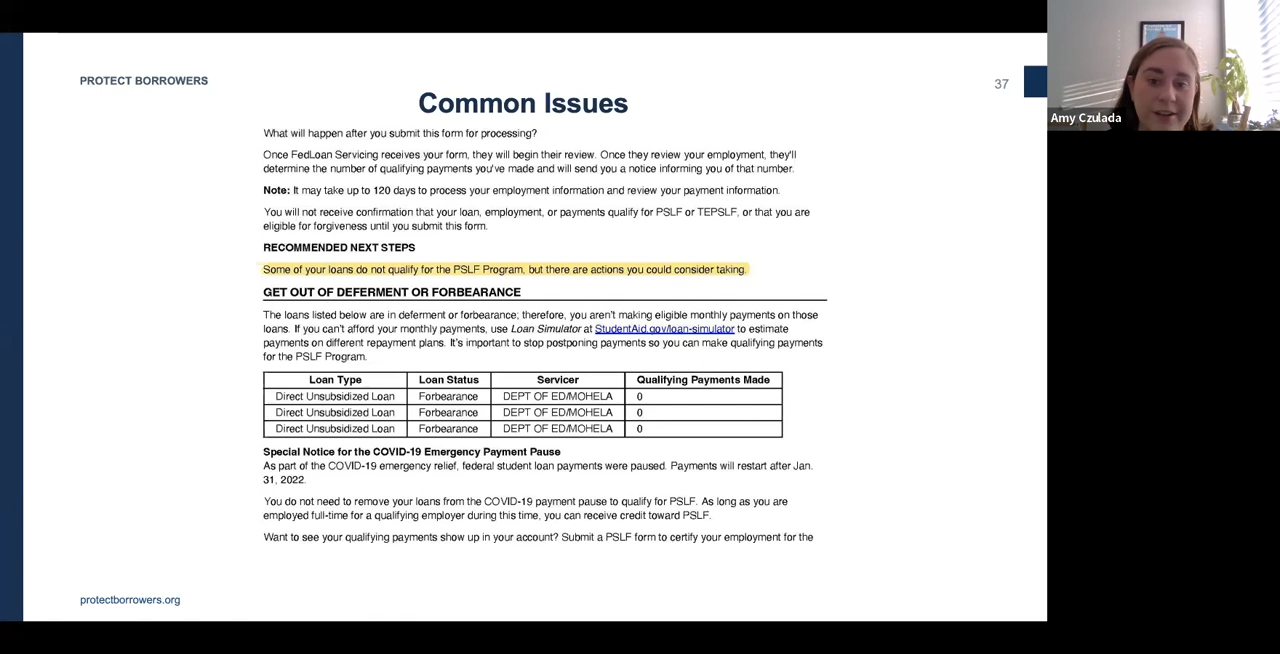 PROTECT BORROWERS
37
Common Issues
What will happen after you submit this form for processing?
Once FedLoan Servicing receives your form, they will begin their review. Once they review your employment, they'll
determine the number of qualifying payments you've made and will send you a notice informing you of that number.
Note: It may take up to 120 days to process your employment information and review your payment information.
You will not receive confirmation that your loan, employment, or payments qualify for PSLF or TEPSLF, or that you are
eligible for forgiveness until you submit this form.
RECOMMENDED NEXT STEPS
Some of your loans do not qualify for the PSLF Program, but there are actions you could consider taking.
GET OUT OF DEFERMENT OR FORBEARANCE
The loans listed below are in deferment or forbearance; therefore, you aren't making eligible monthly payments on those
loans. If you can't afford your monthly payments, use Loan Simulator at StudentAid.gov/loan-simulator to estimate
payments on different repayment plans. It's important to stop postponing payments so you can make qualifying payments
for the PSLF Program.
Loan Type Loan Status Servicer Qualifying Payments Made
Direct Unsubsidized Loan Forbearance DEPT OF ED/MOHELA 0
Direct Unsubsidized Loan Forbearance DEPT OF ED/MOHELA 0
Direct Unsubsidized Loan Forbearance DEPT OF ED/MOHELA 0
Special Notice for the COVID-19 Emergency Payment Pause
As part of the COVID-19 emergency relief, federal student loan payments were paused. Payments will restart after Jan.
31, 2022.
You do not need to remove your loans from the COVID-19 payment pause to qualify for PSLF. As long as you are
employed full-time for a qualifying employer during this time, you can receive credit toward PSLF.
Want to see your qualifying payments show up in your account? Submit a PSLF form to certify your employment for the
protectborrowers.org
Amy Czulada